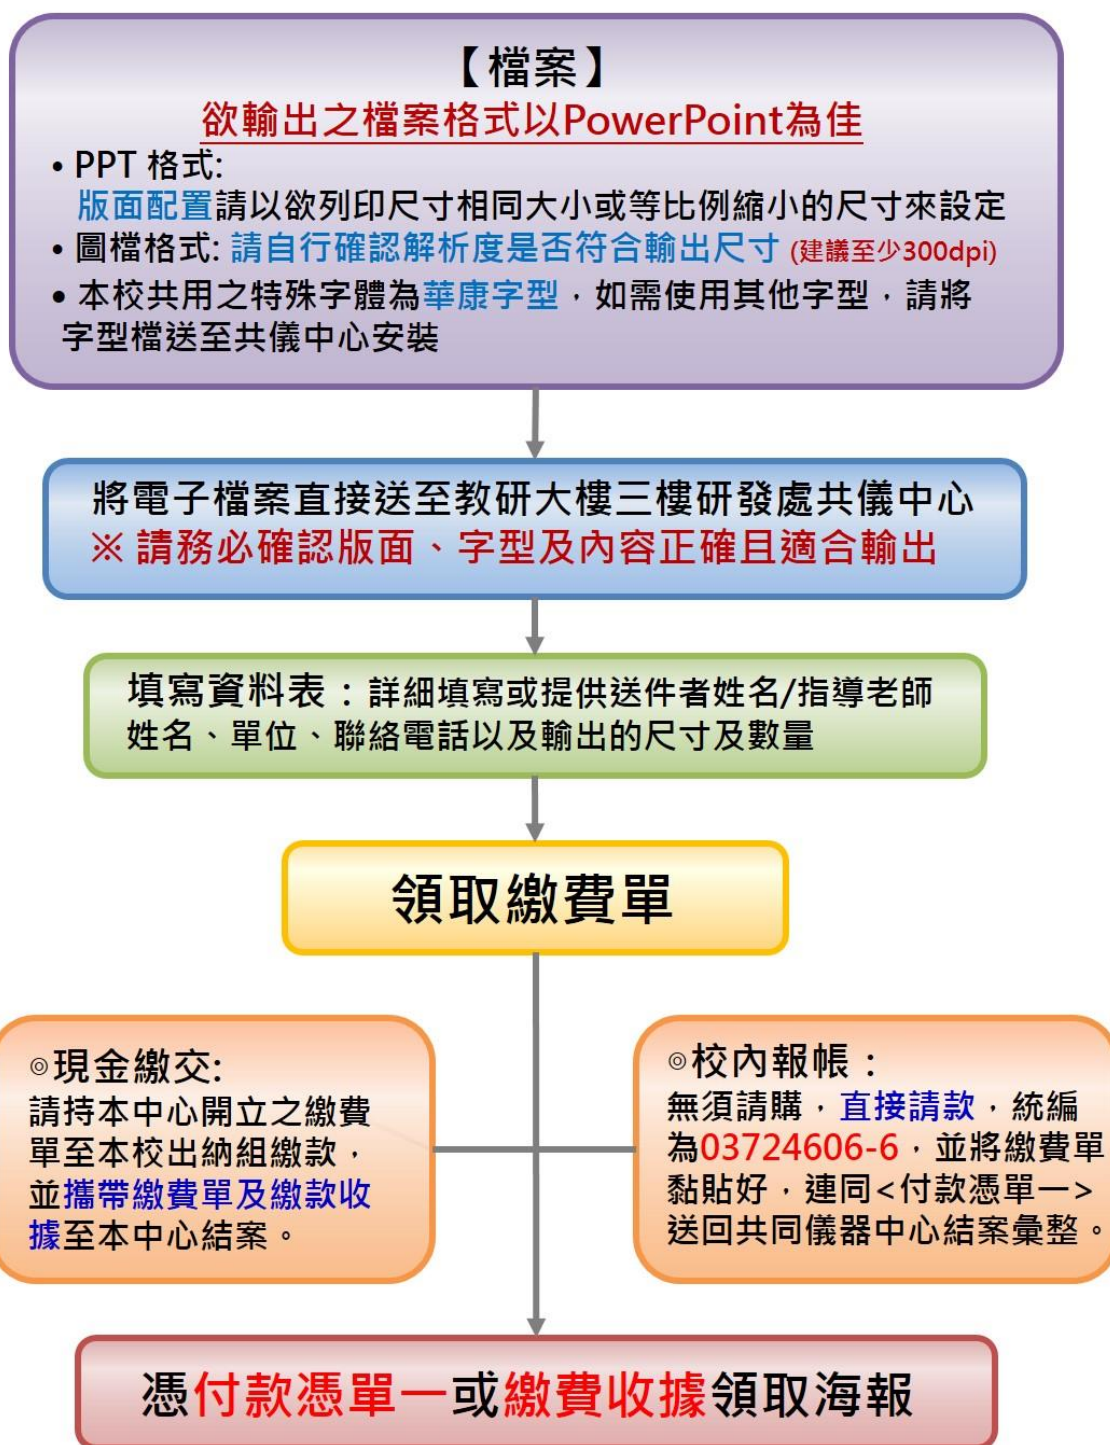 【檔案】
欲輸出之檔案格式以PowerPoint為佳
• PPT 格式:
版面配置請以欲列印尺寸相同大小或等比例縮小的尺寸來設定
• 圖檔格式: 請自行確認解析度是否符合輸出尺寸 (建議至少300dpi)
• 本校共用之特殊字體為華康字型，如需使用其他字型，請將
字型檔送至共儀中心安裝
將電子檔案直接送至教研大樓三樓研發處共儀中心
※ 請務必確認版面、字型及內容正確且適合輸出
填寫資料表：詳細填寫或提供送件者姓名/指導老師
姓名、單位、聯絡電話以及輸出的尺寸及數量
領取繳費單
◎現金繳交:
請持本中心開立之繳費
單至本校出納組繳款，
並攜帶繳費單及繳款收
據至本中心結案。
◎校內報帳：
無須請購，直接請款，統編
為03724606-6，並將繳費單
黏貼好，連同<付款憑單一>
送回共同儀器中心結案彙整。
憑付款憑單一或繳費收據領取海報